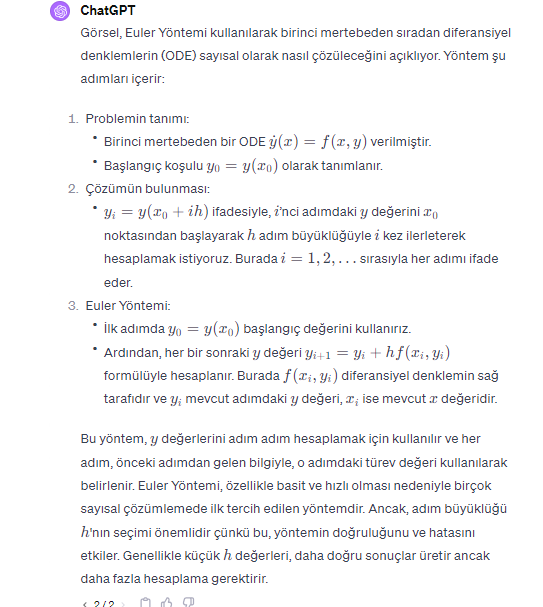 ChatGPT
Görsel, Euler Yöntemi kullanılarak birinci mertebeden sıradan diferansiyel
denklemlerin (ODE) sayısal olarak nasıl çözüleceğini açıklıyor. Yöntem şu
adımları içerir:
1. Problemin tanımı:
• Birinci mertebeden bir ODE ẏ(x) = f(x, y) verilmiştir.
• Başlangıç koşulu y₀ = y(x₀) olarak tanımlanır.
2. Çözümün bulunması:
• yᵢ = y(x₀ + ih) ifadesiyle, i'nci adımdaki y değerini x₀
noktasından başlayarak h adım büyüklüğüyle i kez ilerleterek
hesaplamak istiyoruz. Burada i = 1, 2, … sırasıyla her adımı ifade
eder.
3. Euler Yöntemi:
• İlk adımda y₀ = y(x₀) başlangıç değerini kullanırız.
• Ardından, her bir sonraki y değeri yᵢ₊₁ = yᵢ + hf(xᵢ, yᵢ)
formülüyle hesaplanır. Burada f(xᵢ, yᵢ) diferansiyel denklemin sağ
tarafıdır ve yᵢ mevcut adımdaki y değeri, xᵢ ise mevcut x değeridir.
Bu yöntem, y değerlerini adım adım hesaplamak için kullanılır ve her
adım, önceki adımdan gelen bilgiyle, o adımdaki türev değeri kullanılarak
belirlenir. Euler Yöntemi, özellikle basit ve hızlı olması nedeniyle birçok
sayısal çözümlemede ilk tercih edilen yöntemdir. Ancak, adım büyüklüğü
h'nın seçimi önemlidir çünkü bu, yöntemin doğruluğunu ve hatasını
etkiler. Genellikle küçük h değerleri, daha doğru sonuçlar üretir ancak
daha fazla hesaplama gerektirir.
< 2/2 >